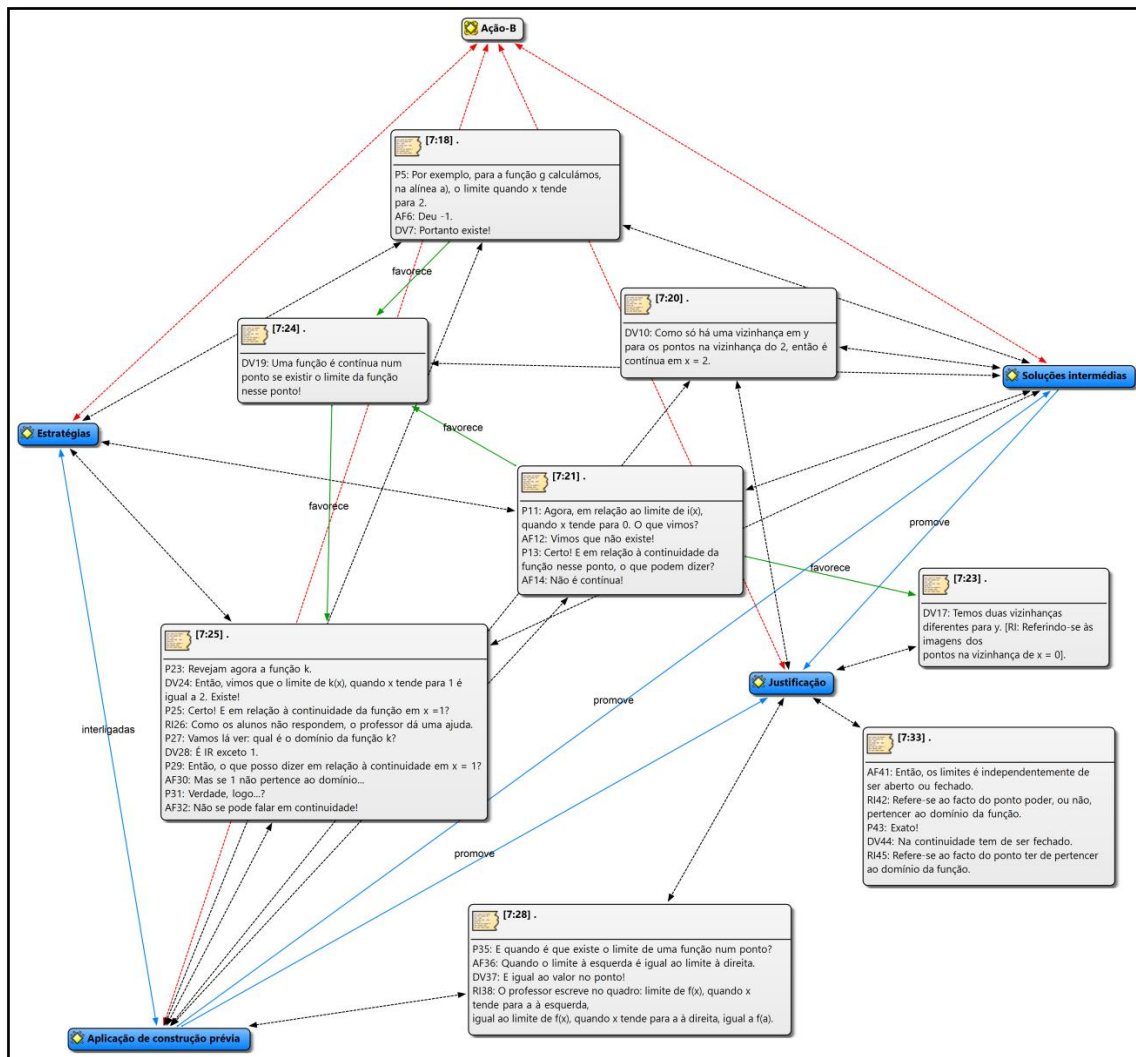 Ação-B
[7:18] .
P5: Por exemplo, para a função g calculámos,
na alínea a), o limite quando x tende
para 2.
AF6: Deu -1.
DV7: Portanto existe!
favorece
[7:20] .
DV10: Como só há uma vizinhança em y
para os pontos na vizinhança do 2, então é
contínua em x = 2.
[7:24] .
DV19: Uma função é contínua num
ponto se existir o limite da função
nesse ponto!
Soluções intermédias
Estratégias
favorece
[7:21] .
P11: Agora, em relação ao limite de i(x),
quando x tende para 0. O que vimos?
AF12: Vimos que não existe!
P13: Certo! E em relação à continuidade da
função nesse ponto, o que podem dizer?
AF14: Não é contínua!
favorece
promove
favorece
[7:23] .
DV17: Temos duas vizinhanças
diferentes para y. [RI: Referindo-se às
imagens dos
pontos na vizinhança de x = 0].
[7:25] .
P23: Revejam agora a função k.
DV24: Então, vimos que o limite de k(x), quando x tende para 1 é
igual a 2. Existe!
P25: Certo! E em relação à continuidade da função em x =1?
RI26: Como os alunos não respondem, o professor dá uma ajuda.
P27: Vamos lá ver: qual é o domínio da função k?
DV28: É IR exceto 1.
P29: Então, o que posso dizer em relação à continuidade em x = 1?
AF30: Mas se 1 não pertence ao domínio...
P31: Verdade, logo...?
AF32: Não se pode falar em continuidade!
Justificação
promove
interligadas
[7:33] .
AF41: Então, os limites é independentemente de
ser aberto ou fechado.
RI42: Refere-se ao facto do ponto poder, ou não,
pertencer ao domínio da função.
P43: Exato!
DV44: Na continuidade tem de ser fechado.
RI45: Refere-se ao facto do ponto ter de pertencer
ao domínio da função.
promove
[7:28] .
P35: E quando é que existe o limite de uma função num ponto?
AF36: Quando o limite à esquerda é igual ao limite à direita.
DV37: E igual ao valor no ponto!
RI38: O professor escreve no quadro: limite de f(x), quando x
tende para a à esquerda,
igual ao limite de f(x), quando x tende para a à direita, igual a f(a).
Aplicação de construção prévia